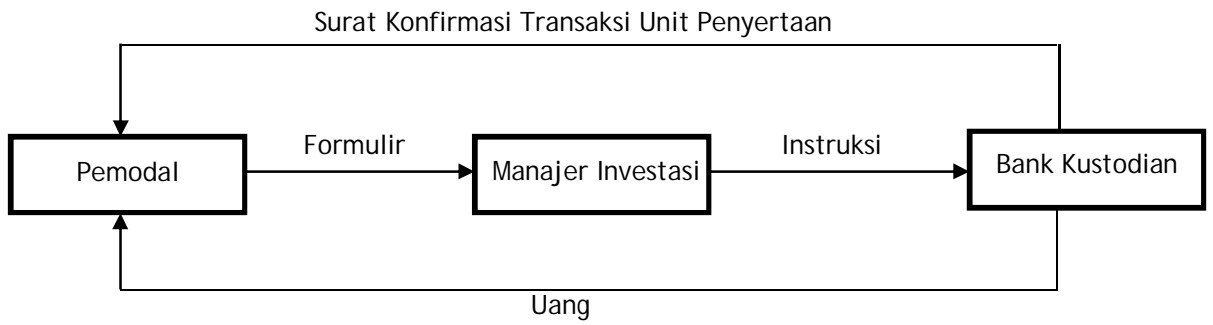 Surat Konfirmasi Transaksi Unit Penyertaan
Formulir
Instruksi
Pemodal
Manajer Investasi
Bank Kustodian
Uang